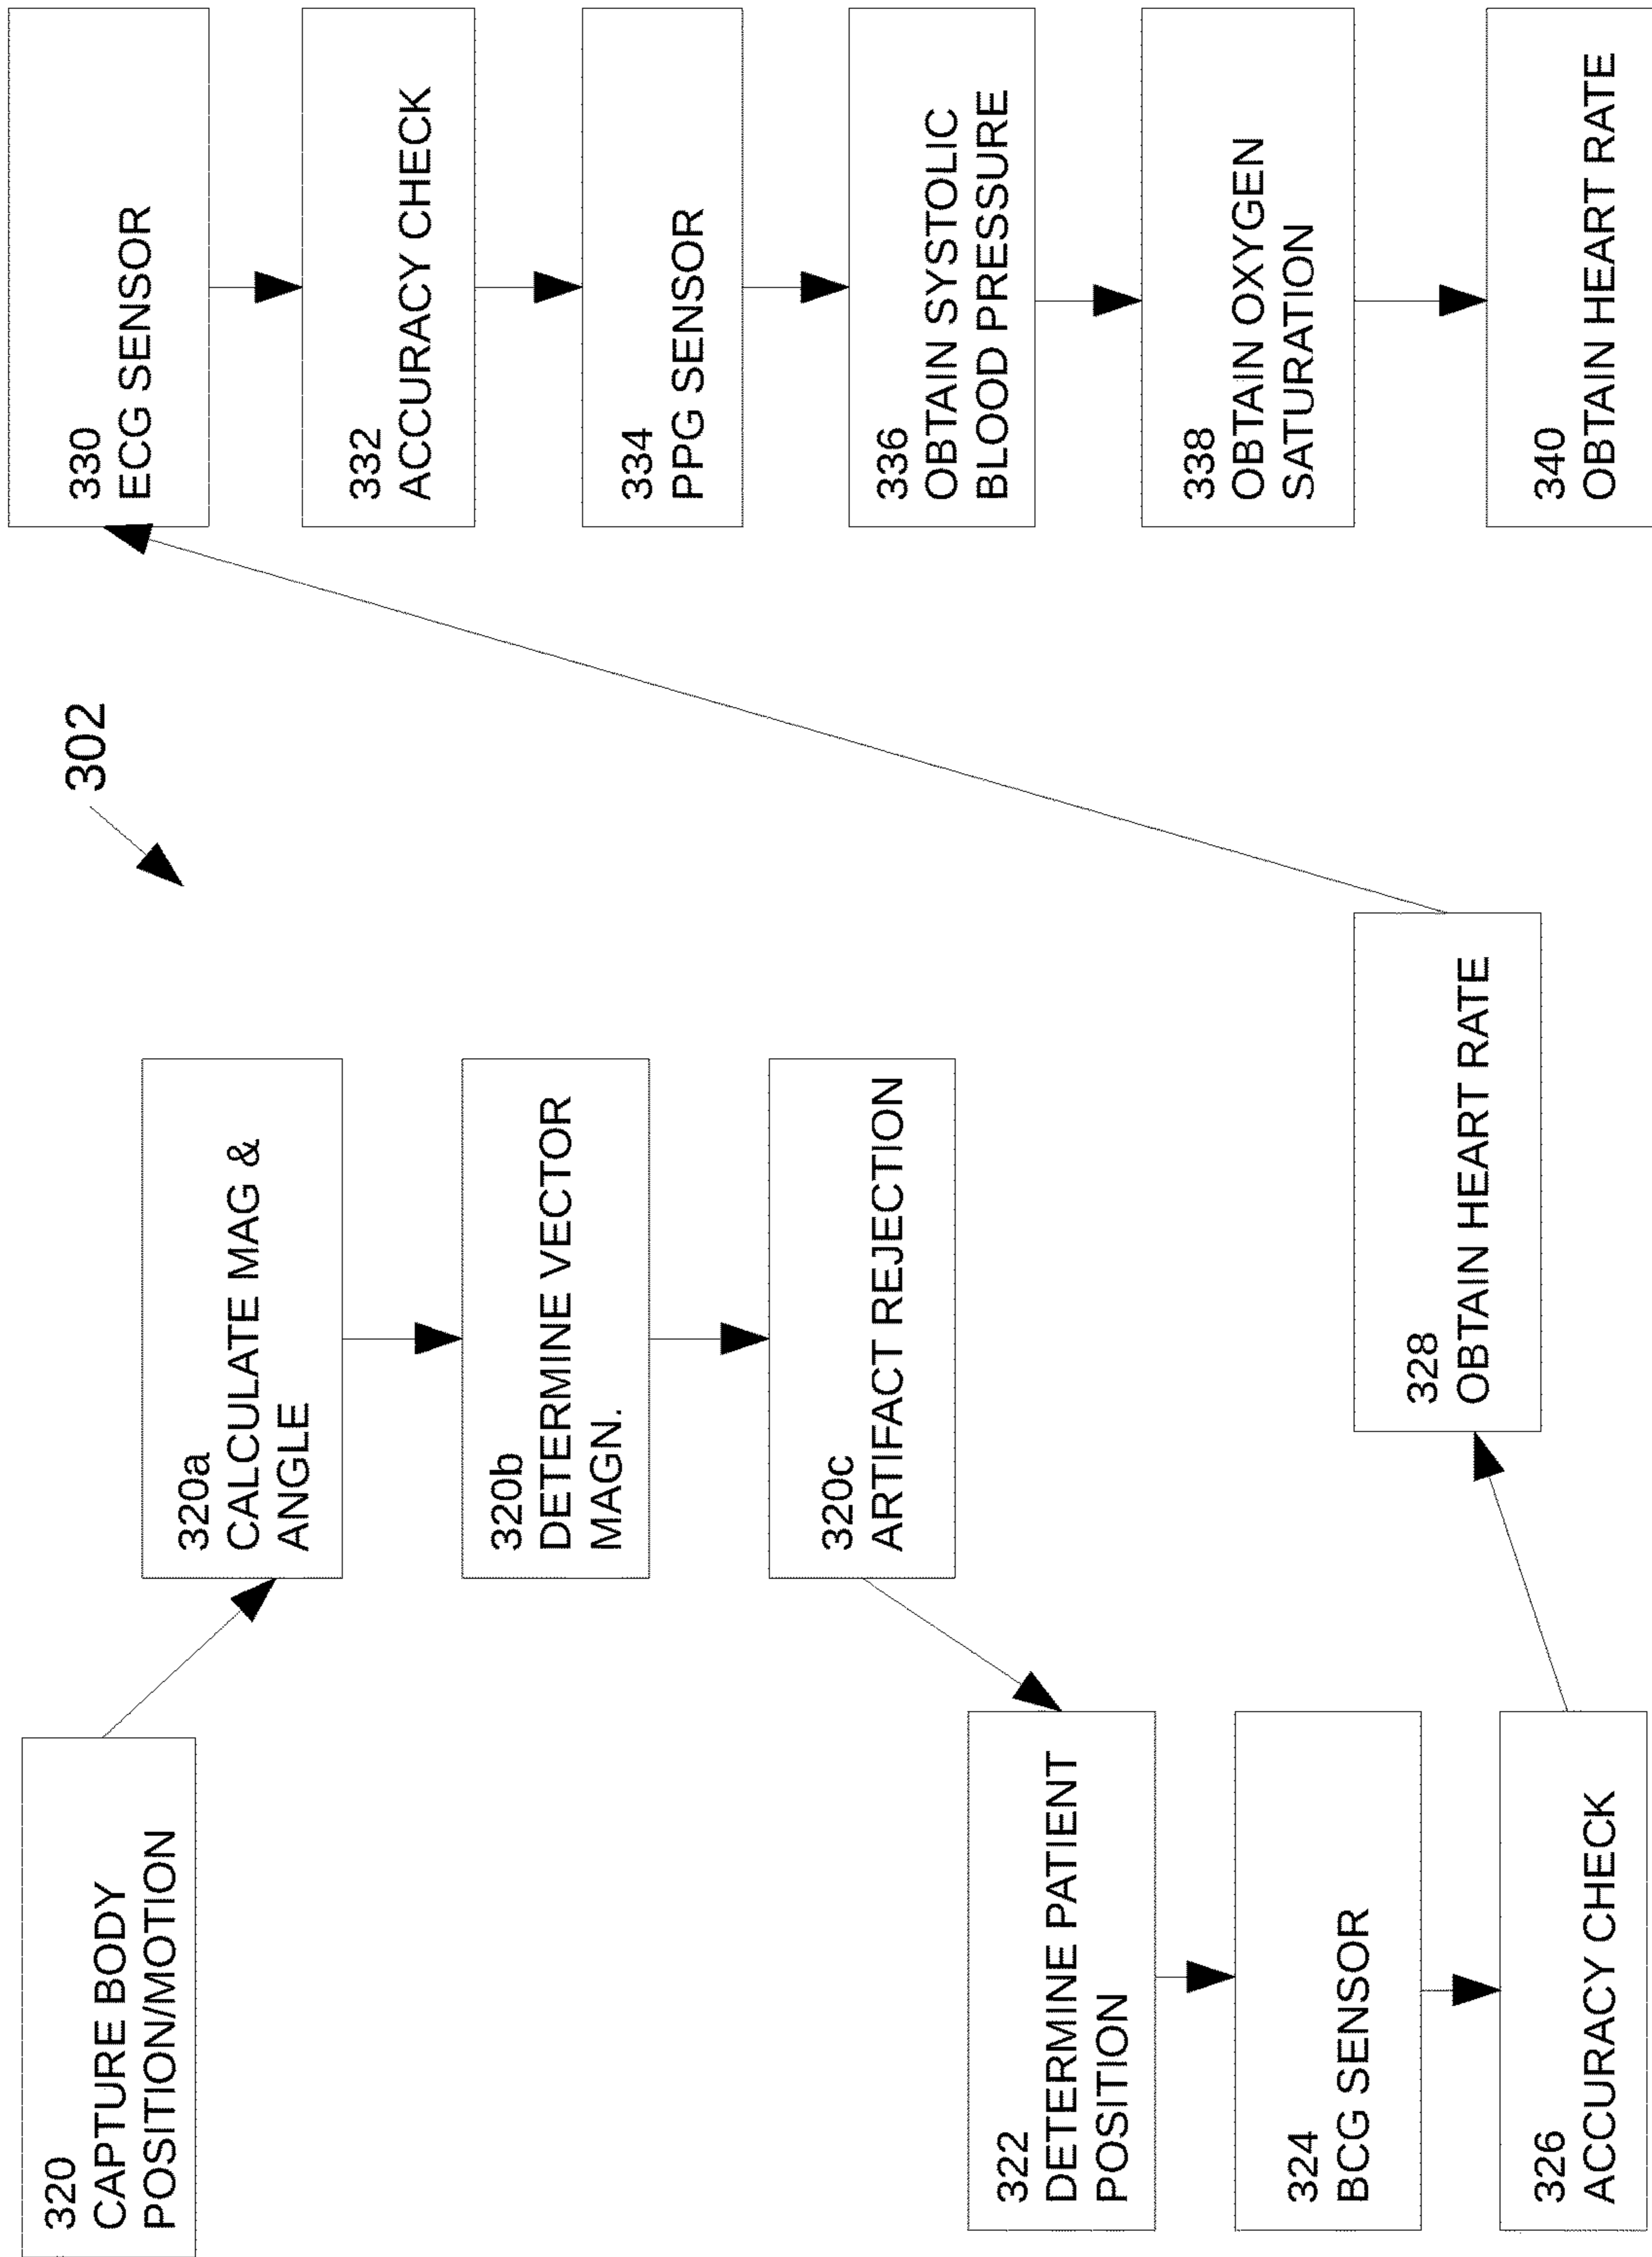 320
CAPTURE BODY
POSITION/MOTION
320a
CALCULATE MAG &
ANGLE
320b
DETERMINE VECTOR
MAGN.
320c
ARTIFACT REJECTION
322
DETERMINE PATIENT
POSITION
324
BCG SENSOR
326
ACCURACY CHECK
328
OBTAIN HEART RATE
302
330
ECG SENSOR
332
ACCURACY CHECK
334
PPG SENSOR
336
OBTAIN SYSTOLIC
BLOOD PRESSURE
338
OBTAIN OXYGEN
SATURATION
340
OBTAIN HEART RATE